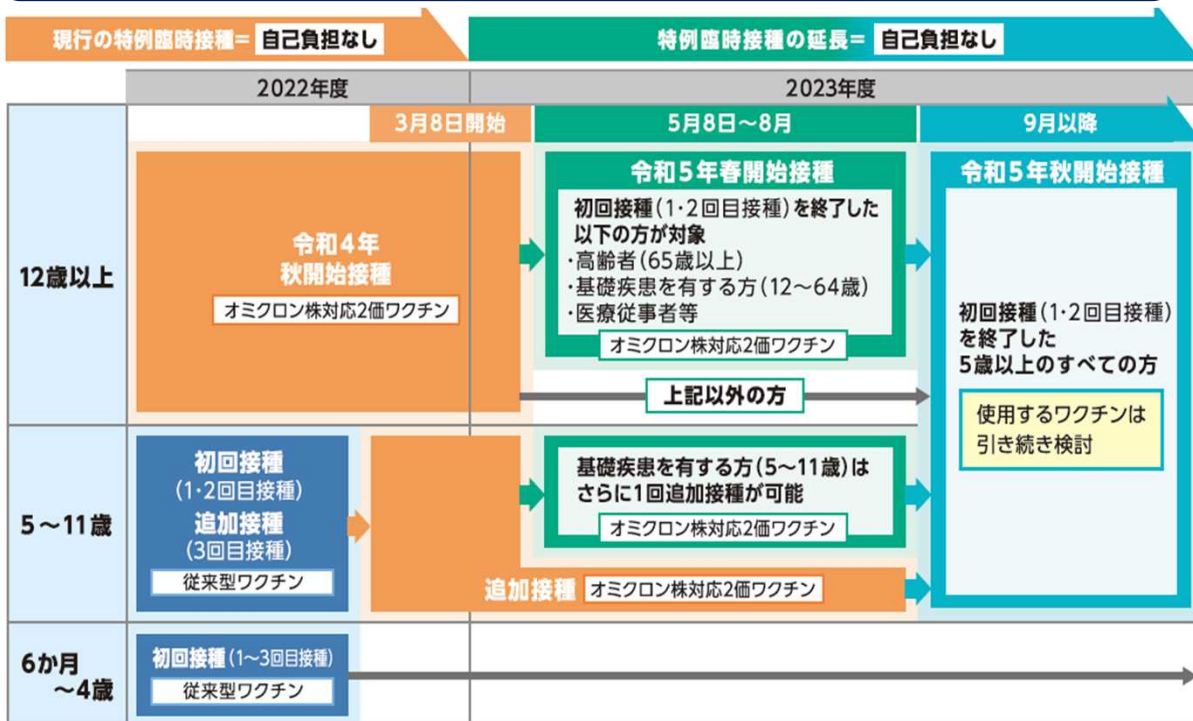 現行の特例臨時接種= 自己負担なし
特例臨時接種の延長= 自己負担なし
2022年度
2023年度
3月8日開始
5月8日～8月
9月以降
12歳以上
令和4年
秋開始接種
オミクロン株対応2価ワクチン
令和5年春開始接種
初回接種(1・2回目接種)を終了した
以下の方が対象
・高齢者(65歳以上)
・基礎疾患を有する方(12～64歳)
・医療従事者等
オミクロン株対応2価ワクチン
上記以外の方
令和5年秋開始接種
初回接種(1・2回目接種)
を終了した
5歳以上のすべての方
使用するワクチンは
引き続き検討
5～11歳
初回接種
(1・2回目接種)
追加接種
(3回目接種)
従来型ワクチン
基礎疾患を有する方(5～11歳)は
さらに1回追加接種が可能
オミクロン株対応2価ワクチン
追加接種 オミクロン株対応2価ワクチン
6か月
～4歳
初回接種(1～3回目接種)
従来型ワクチン